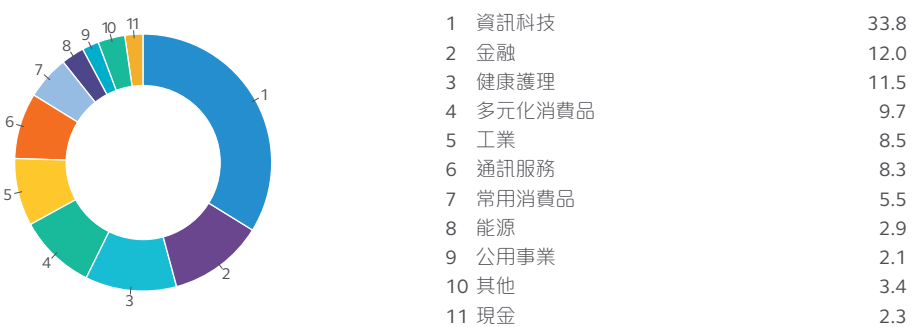 1
2
3
4
5
6
7
8
9
10
11
1 資訊科技 33.8
2 金融 12.0
3 健康護理 11.5
4 多元化消費品 9.7
5 工業 8.5
6 通訊服務 8.3
7 常用消費品 5.5
8 能源 2.9
9 公用事業 2.1
10 其他 3.4
11 現金 2.3